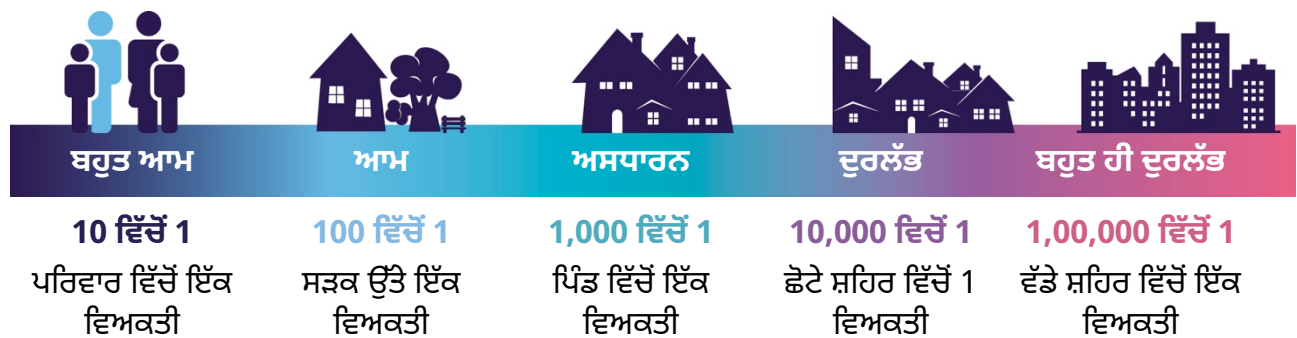 ਬਹੁਤ ਆਮ
ਆਮ
ਅਸਧਾਰਨ
ਦੁਰਲੱਭ
ਬਹੁਤ ਹੀ ਦੁਰਲੱਭ
10 ਵਿੱਚੋਂ 1
100 ਵਿੱਚੋਂ 1
1,000 ਵਿੱਚੋਂ 1
10,000 ਵਿਚੋਂ 1
1,00,000 ਵਿੱਚੋਂ 1
ਪਰਿਵਾਰ ਵਿੱਚੋਂ ਇੱਕ
ਵਿਅਕਤੀ
ਸੜਕ ਉੱਤੇ ਇੱਕ
ਵਿਅਕਤੀ
ਪਿੰਡ ਵਿੱਚੋਂ ਇੱਕ
ਵਿਅਕਤੀ
ਛੋਟੇ ਸ਼ਹਿਰ ਵਿੱਚੋਂ 1
ਵਿਅਕਤੀ
ਵੱਡੇ ਸ਼ਹਿਰ ਵਿੱਚੋਂ ਇੱਕ
ਵਿਅਕਤੀ